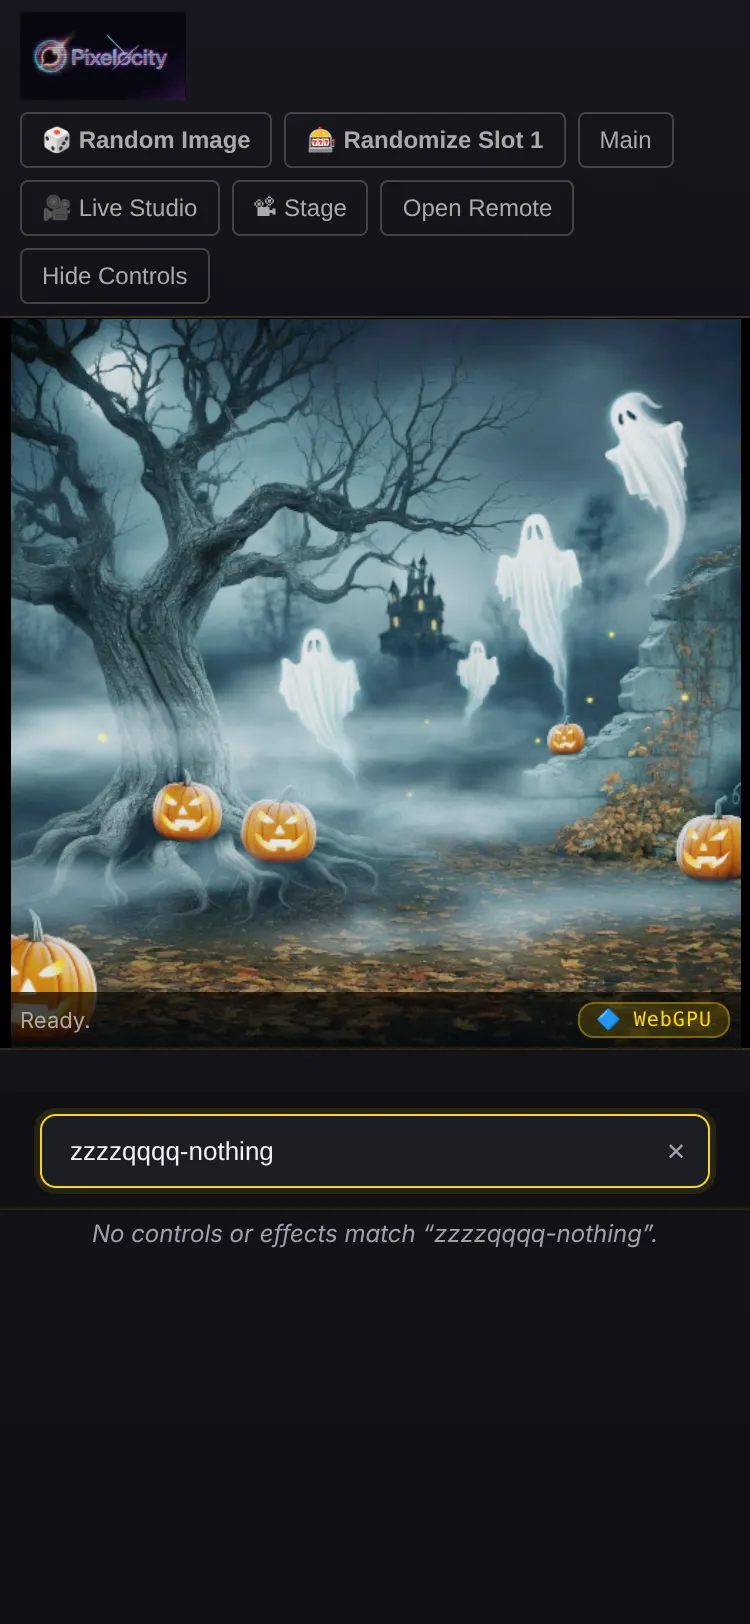 Pixelocity
🎲 Random Image
🎰 Randomize Slot 1
Main
🎥 Live Studio
📽 Stage
Open Remote
Hide Controls
Ready.
🔷 WebGPU
zzzzqqqq-nothing ✕
No controls or effects match “zzzzqqqq-nothing”.